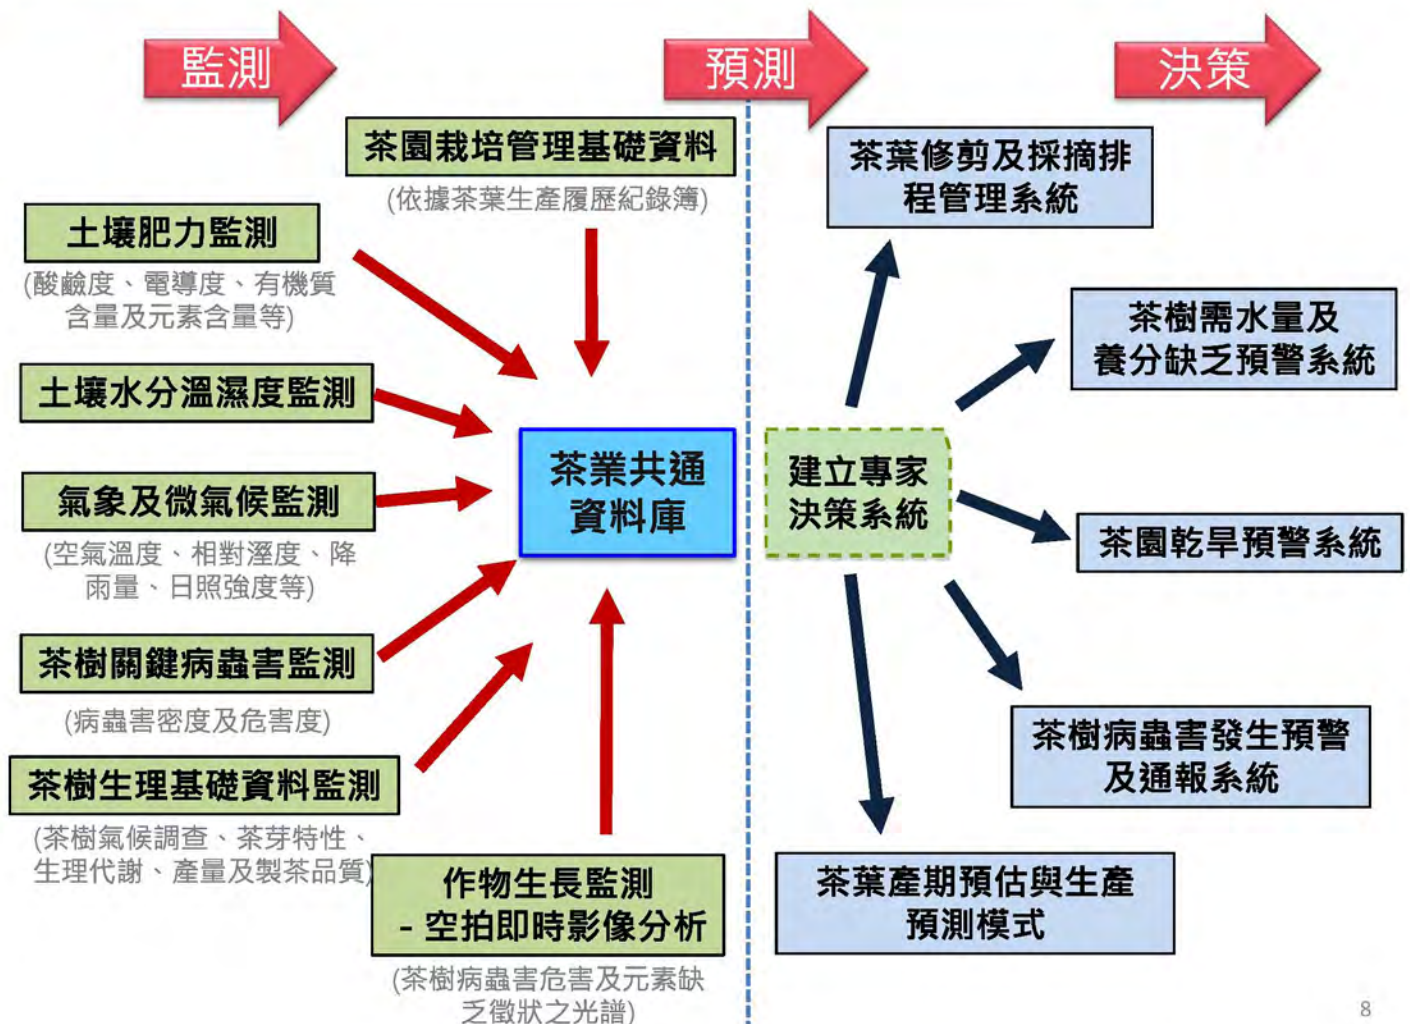 監測
預測
決策
茶園栽培管理基礎資料
(依據茶葉生產履歷紀錄簿)
土壤肥力監測
(酸鹼度、電導度、有機質
含量及元素含量等)
土壤水分溫濕度監測
氣象及微氣候監測
(空氣溫度、相對溼度、降
雨量、日照強度等)
茶樹關鍵病蟲害監測
(病蟲害密度及危害度)
茶樹生理基礎資料監測
(茶樹氣候調查、茶芽特性、
生理代謝、產量及製茶品質)
作物生長監測
- 空拍即時影像分析
(茶樹病蟲害危害及元素缺
乏徵狀之光譜)
茶業共通
資料庫
建立專家
決策系統
茶葉修剪及採摘排
程管理系統
茶樹需水量及
養分缺乏預警系統
茶園乾旱預警系統
茶樹病蟲害發生預警
及通報系統
茶葉產期預估與生產
預測模式
8